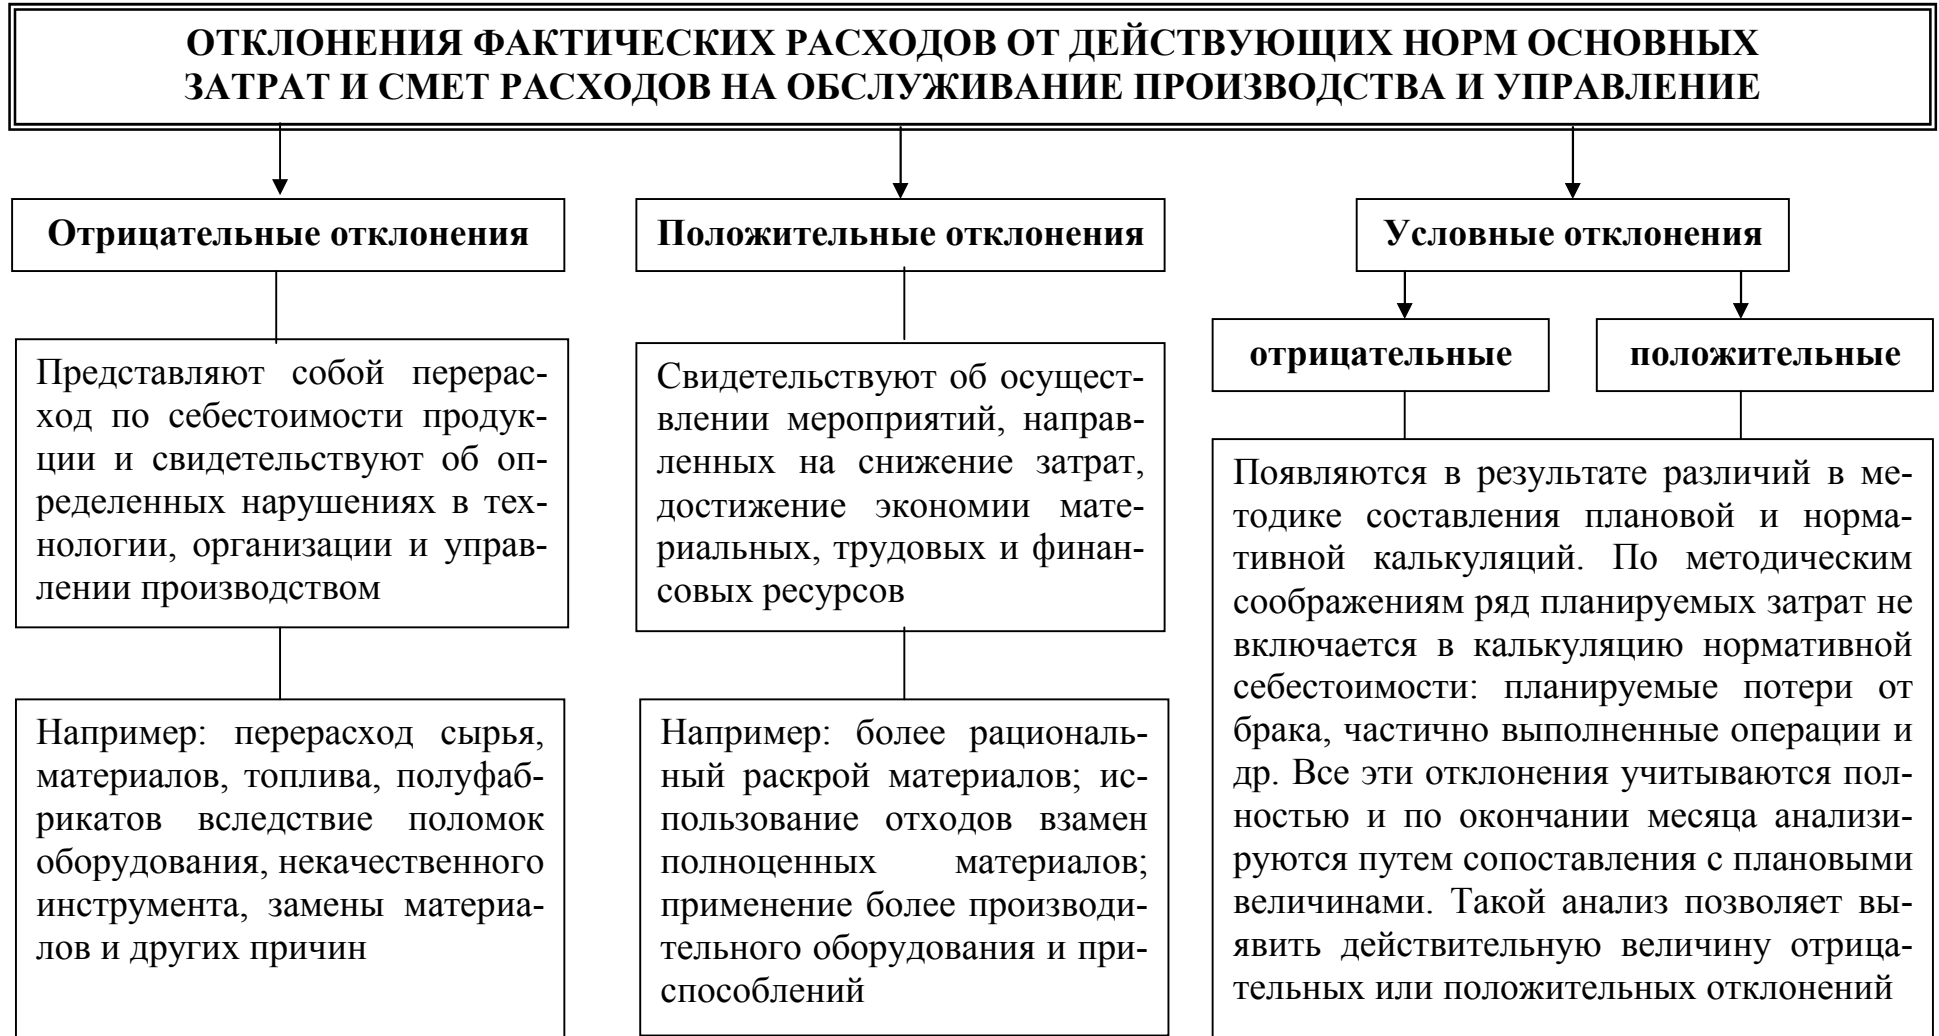 ОТКЛОНЕНИЯ ФАКТИЧЕСКИХ РАСХОДОВ ОТ ДЕЙСТВУЮЩИХ НОРМ ОСНОВНЫХ
ЗАТРАТ И СМЕТ РАСХОДОВ НА ОБСЛУЖИВАНИЕ ПРОИЗВОДСТВА И УПРАВЛЕНИЕ
Отрицательные отклонения
Представляют собой перерас-
ход по себестоимости продук-
ции и свидетельствуют об оп-
ределенных нарушениях в тех-
нологии, организации и управ-
лении производством
Например: перерасход сырья,
материалов, топлива, полуфаб-
рикатов вследствие поломок
оборудования, некачественного
инструмента, замены материа-
лов и других причин
Положительные отклонения
Свидетельствуют об осущест-
влении мероприятий, направ-
ленных на снижение затрат,
достижение экономии мате-
риальных, трудовых и финан-
совых ресурсов
Например: более рациональ-
ный раскрой материалов; ис-
пользование отходов взамен
полноценных материалов;
применение более производи-
тельного оборудования и при-
способлений
Условные отклонения
отрицательные
положительные
Появляются в результате различий в ме-
тодике составления плановой и норма-
тивной калькуляций. По методическим
соображениям ряд планируемых затрат не
включается в калькуляцию нормативной
себестоимости: планируемые потери от
брака, частично выполненные операции и
др. Все эти отклонения учитываются пол-
ностью и по окончании месяца анализи-
руются путем сопоставления с плановыми
величинами. Такой анализ позволяет вы-
явить действительную величину отрица-
тельных или положительных отклонений